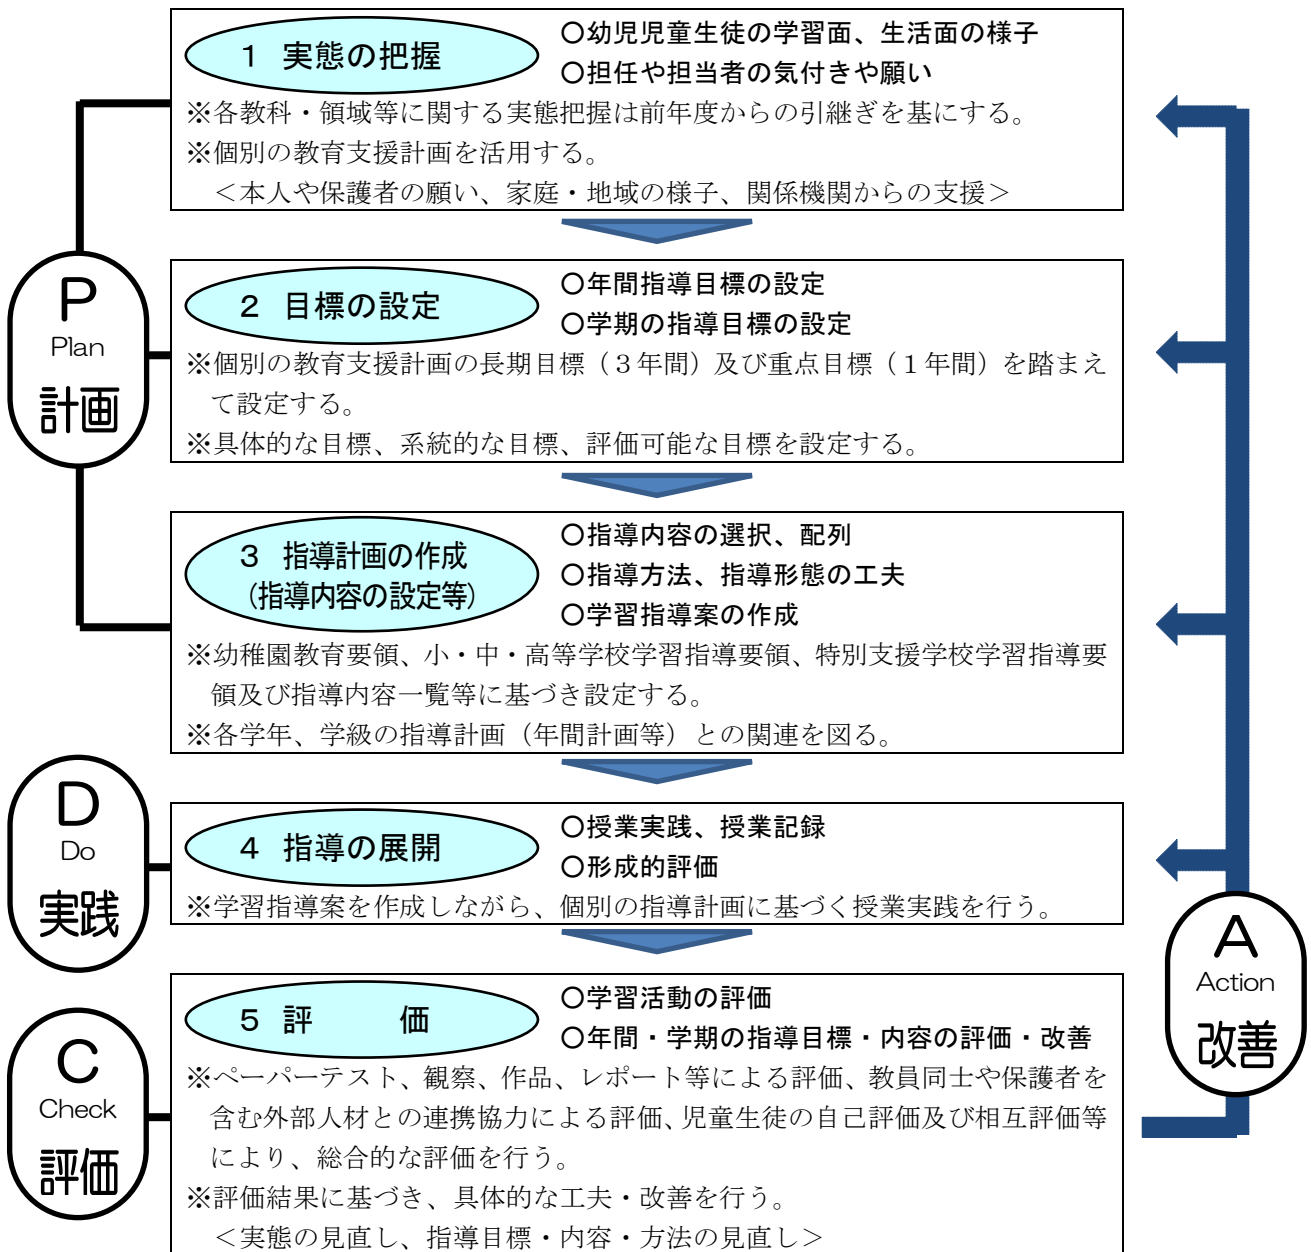 1 実態の把握
〇幼児児童生徒の学習面、生活面の様子
〇担任や担当者の気付きや願い
※各教科・領域等に関する実態把握は前年度からの引継ぎを基にする。
※個別の教育支援計画を活用する。
＜本人や保護者の願い、家庭・地域の様子、関係機関からの支援＞
P
Plan
計画
2 目標の設定
〇年間指導目標の設定
〇学期の指導目標の設定
※個別の教育支援計画の長期目標（３年間）及び重点目標（１年間）を踏まえ
て設定する。
※具体的な目標、系統的な目標、評価可能な目標を設定する。
3 指導計画の作成
（指導内容の設定等）
〇指導内容の選択、配列
〇指導方法、指導形態の工夫
〇学習指導案の作成
※幼稚園教育要領、小・中・高等学校学習指導要領、特別支援学校学習指導要
領及び指導内容一覧等に基づき設定する。
※各学年、学級の指導計画（年間計画等）との関連を図る。
D
Do
実践
4 指導の展開
〇授業実践、授業記録
〇形成的評価
※学習指導案を作成しながら、個別の指導計画に基づく授業実践を行う。
A
Action
改善
C
Check
評価
5 評　　価
〇学習活動の評価
〇年間・学期の指導目標・内容の評価・改善
※ペーパーテスト、観察、作品、レポート等による評価、教員同士や保護者を
含む外部人材との連携協力による評価、児童生徒の自己評価及び相互評価等
により、総合的な評価を行う。
※評価結果に基づき、具体的な工夫・改善を行う。
＜実態の見直し、指導目標・内容・方法の見直し＞